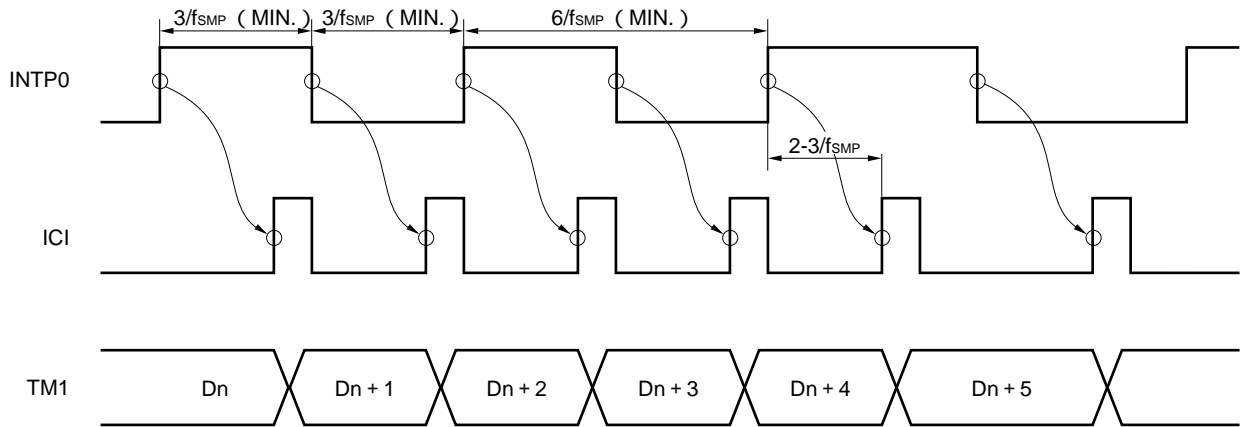 3/fSMP (MIN.) 3/fSMP (MIN.) 6/fSMP (MIN.)
INTP0
2-3/fSMP
ICI
TM1 Dn Dn + 1 Dn + 2 Dn + 3 Dn + 4 Dn + 5